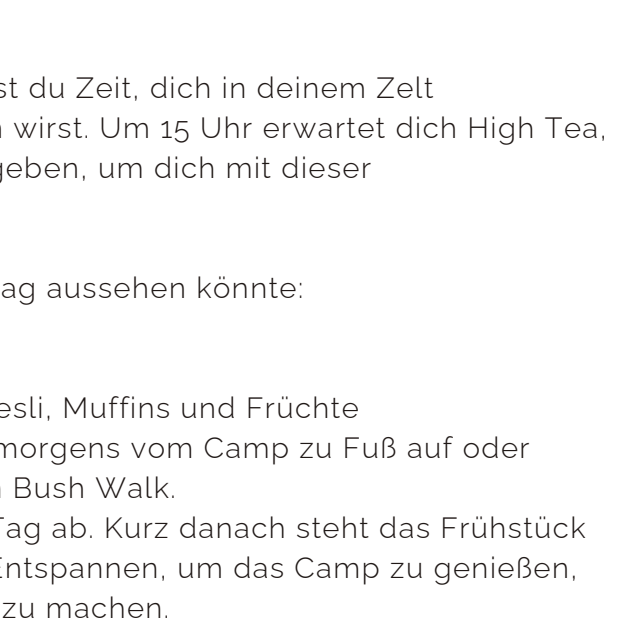 st du Zeit, dich in deinem Zelt
wirst. Um 15 Uhr erwartet dich High Tea,
geben, um dich mit dieser
ag aussehen könnte:
esli, Muffins und Früchte
morgens vom Camp zu Fuß auf oder
Bush Walk.
Tag ab. Kurz danach steht das Frühstück
Entspannen, um das Camp zu genießen,
zu machen.